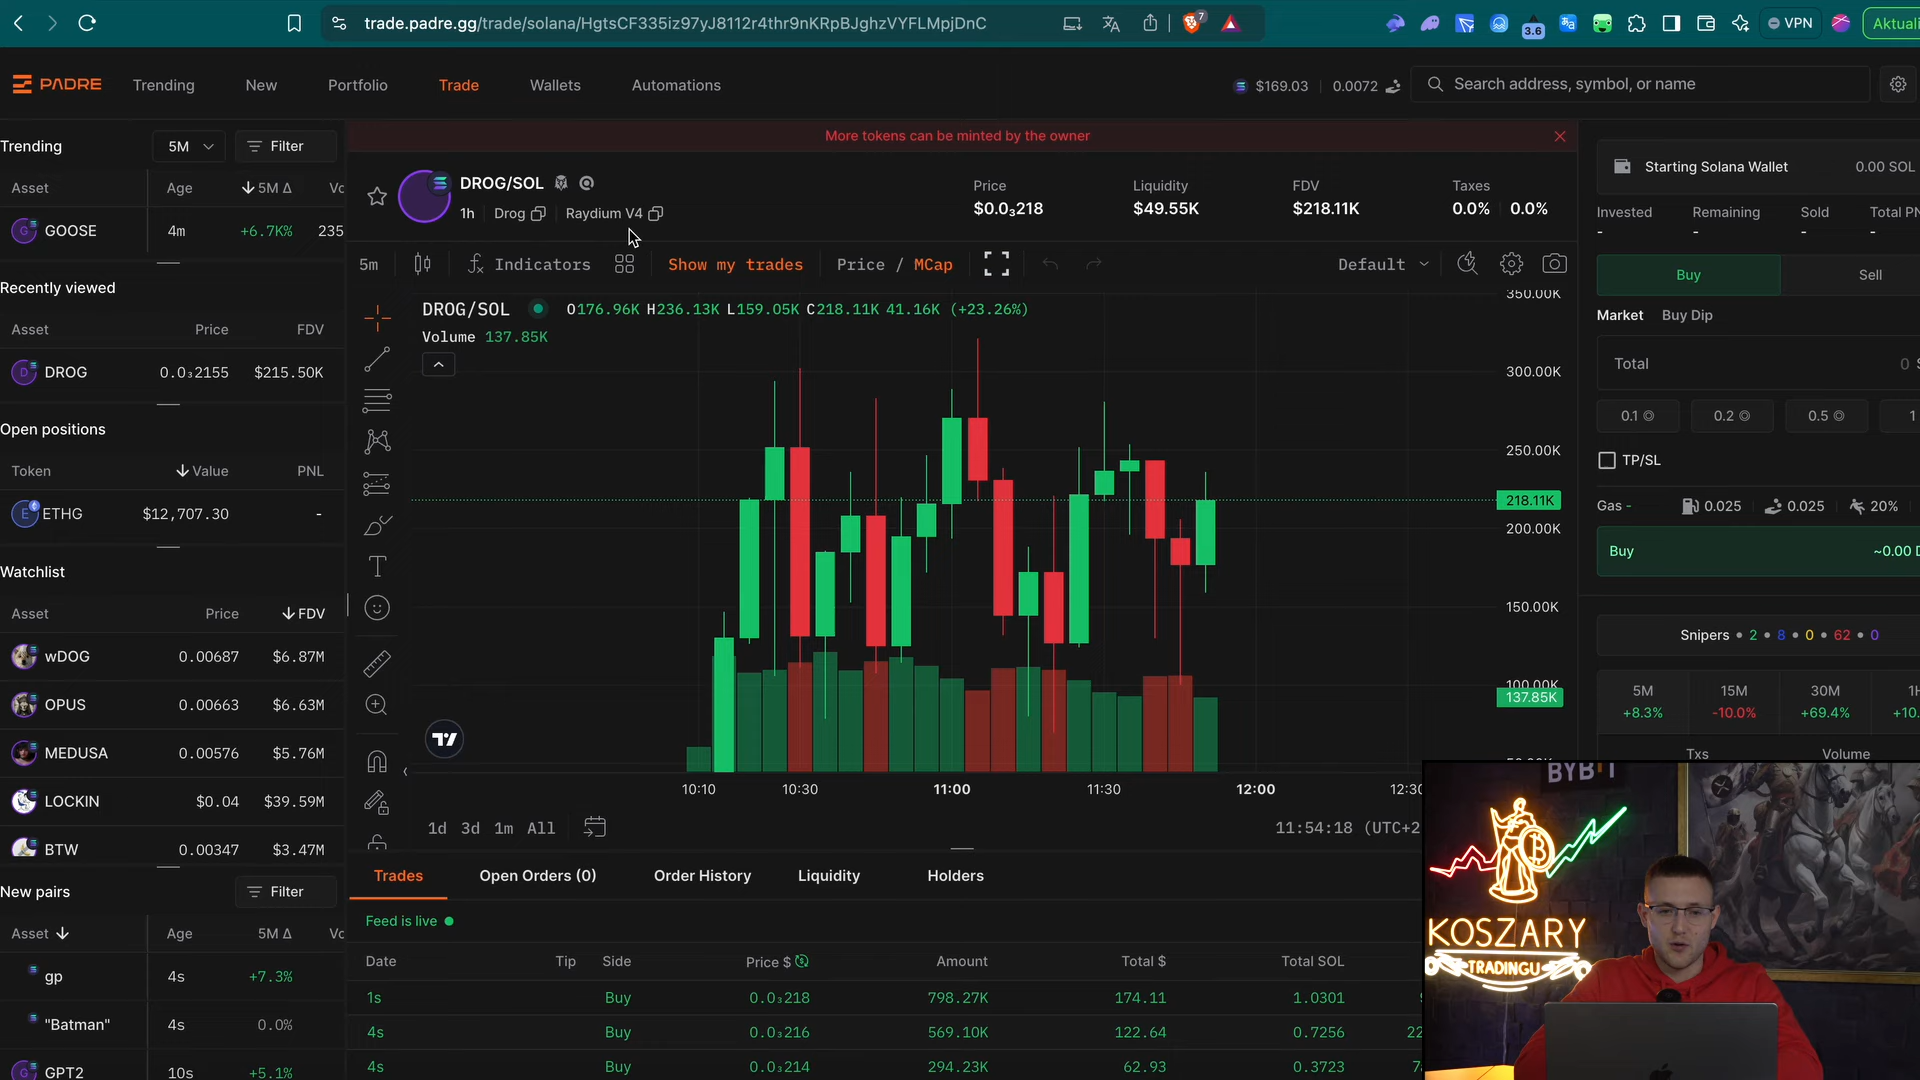 trade.padre.gg/trade/solana/HgtsCF335iz97yJ8112r4thr9nKRpBJghzVYFLMpjDnC
7
3.6
VPN
Aktuali
PADRE
Trending
New
Portfolio
Trade
Wallets
Automations
$169.03
0.0072
Search address, symbol, or name
More tokens can be minted by the owner
Trending
5M
Filter
Asset
Age
5M Δ
GOOSE
4m
+6.7K%
235
Recently viewed
Asset
Price
FDV
DROG
0.0₃2155
$215.50K
Open positions
Token
Value
PNL
ETHG
$12,707.30
-
Watchlist
Asset
Price
FDV
wDOG
0.00687
$6.87M
OPUS
0.00663
$6.63M
MEDUSA
0.00576
$5.76M
LOCKIN
$0.04
$39.59M
BTW
0.00347
$3.47M
New pairs
Filter
Asset
Age
5M Δ
gp
4s
+7.3%
"Batman"
4s
0.0%
GPT2
10s
+5.1%
DROG/SOL
1h
Drog
Raydium V4
Price
$0.0₃218
Liquidity
$49.55K
FDV
$218.11K
Taxes
0.0%
0.0%
5m
Indicators
Show my trades
Price / MCap
Default
DROG/SOL
O176.96K H236.13K L159.05K C218.11K 41.16K (+23.26%)
Volume 137.85K
350.00K
300.00K
250.00K
218.11K
200.00K
150.00K
100.00K
137.85K
10:10
10:30
11:00
11:30
12:00
12:30
1d
3d
1m
All
11:54:18 (UTC+2
Trades
Open Orders (0)
Order History
Liquidity
Holders
Feed is live
Date
Tip
Side
Price $
Amount
Total $
Total SOL
1s
Buy
0.0₃218
798.27K
174.11
1.0301
4s
Buy
0.0₃216
569.10K
122.64
0.7256
22
4s
Buy
0.0₃214
294.23K
62.93
0.3723
Starting Solana Wallet
0.00 SOL
Invested
Remaining
Sold
Total PN
-
-
-
-
Buy
Sell
Market
Buy Dip
Total
0
0.1
0.2
0.5
1
TP/SL
Gas -
0.025
0.025
20%
Buy
~0.00
Snipers • 2 • 8 • 0 • 62 • 0
5M
15M
30M
+8.3%
-10.0%
+69.4%
+10.
Txs
Volume
BYBIT
KOSZARY
TRADINGU